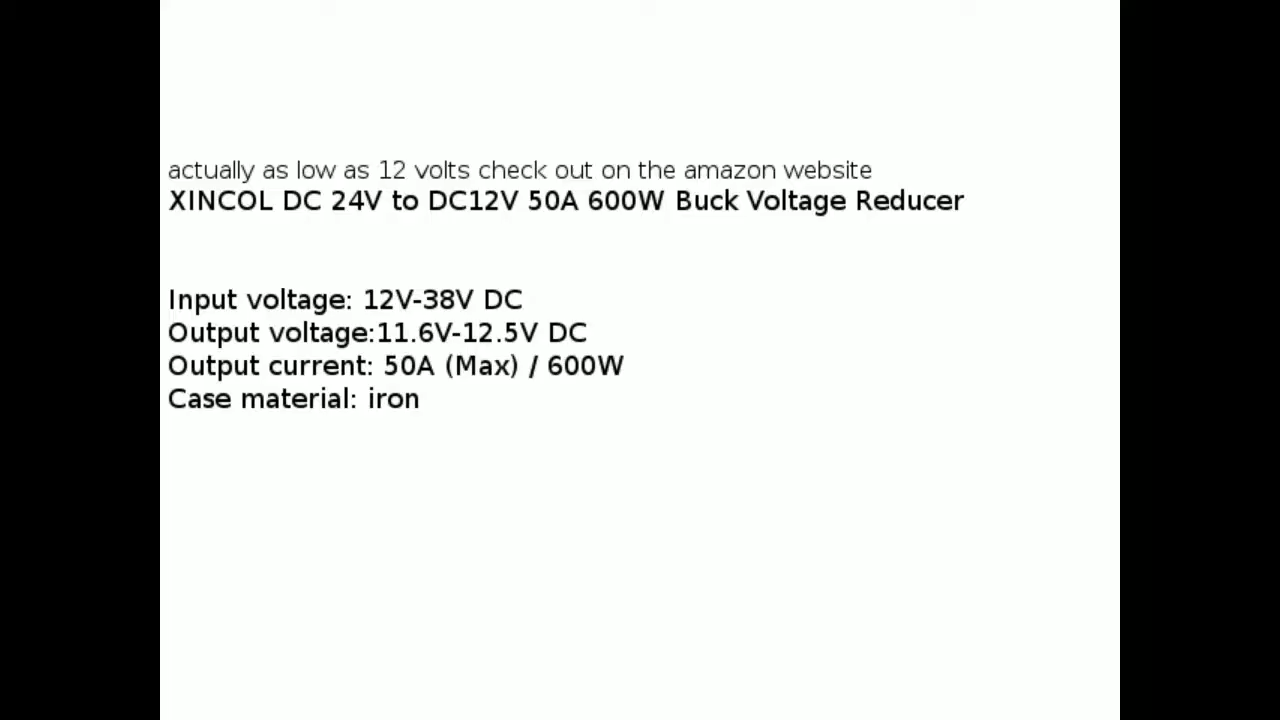 actually as low as 12 volts check out on the amazon website
XINCOL DC 24V to DC12V 50A 600W Buck Voltage Reducer
Input voltage: 12V-38V DC
Output voltage:11.6V-12.5V DC
Output current: 50A (Max) / 600W
Case material: iron